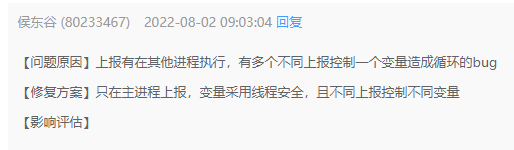 侯东谷 (80233467) 2022-08-02 09:03:04 回复
【问题原因】上报有在其他进程执行，有多个不同上报控制一个变量造成循环的bug
【修复方案】只在主进程上报，变量采用线程安全，且不同上报控制不同变量
【影响评估】